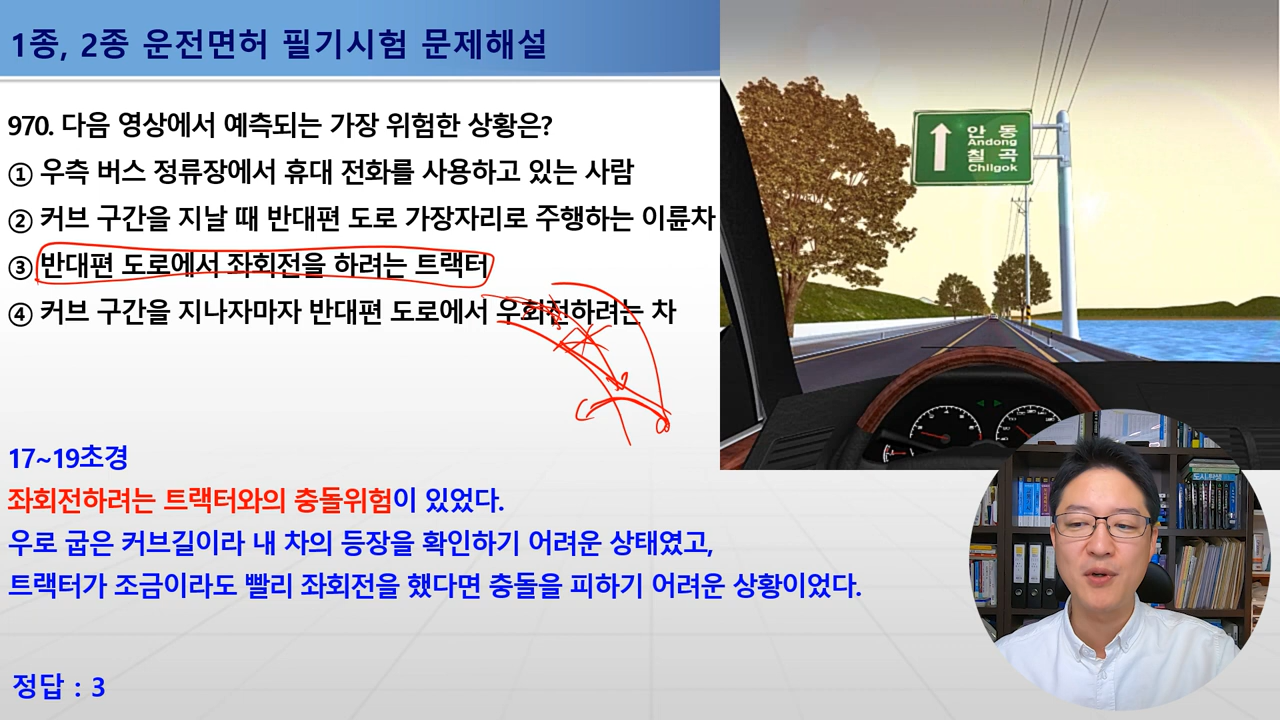 1종, 2종 운전면허 필기시험 문제해설
970. 다음 영상에서 예측되는 가장 위험한 상황은?
① 우측 버스 정류장에서 휴대 전화를 사용하고 있는 사람
② 커브 구간을 지날 때 반대편 도로 가장자리로 주행하는 이륜차
③ 반대편 도로에서 좌회전을 하려는 트랙터
④ 커브 구간을 지나자마자 반대편 도로에서 우회전하려는 차
17~19초경
좌회전하려는 트랙터와의 충돌위험이 있었다.
우로 굽은 커브길이라 내 차의 등장을 확인하기 어려운 상태였고,
트랙터가 조금이라도 빨리 좌회전을 했다면 충돌을 피하기 어려운 상황이었다.
정답 : 3
안 동
Andong
칠 곡
Chilgok